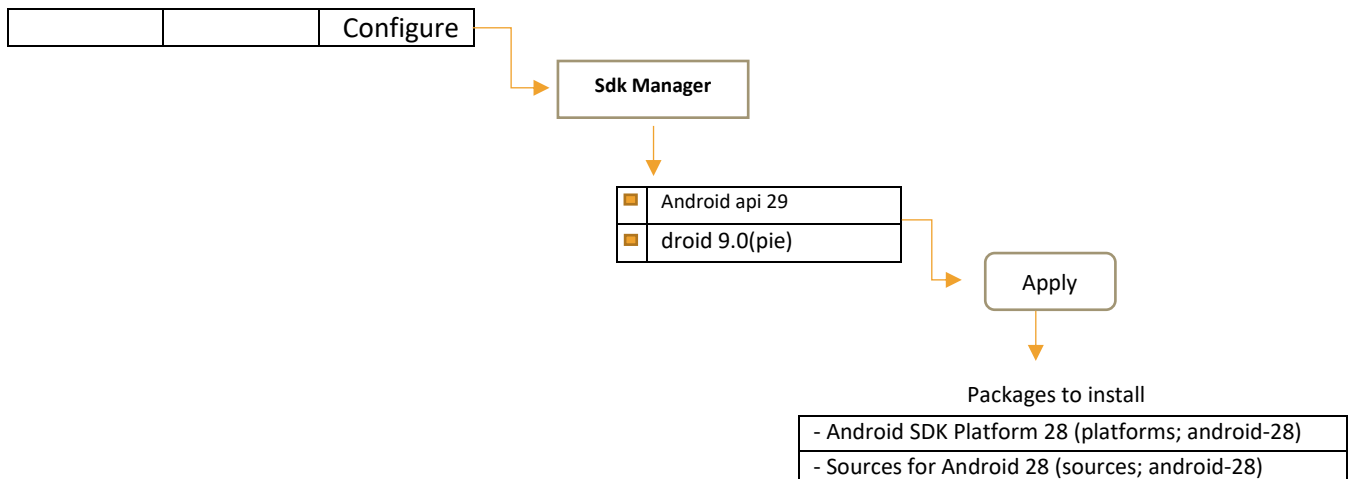 Configure
Sdk Manager
Android api 29
droid 9.0(pie)
Apply
Packages to install
- Android SDK Platform 28 (platforms; android-28)
- Sources for Android 28 (sources; android-28)